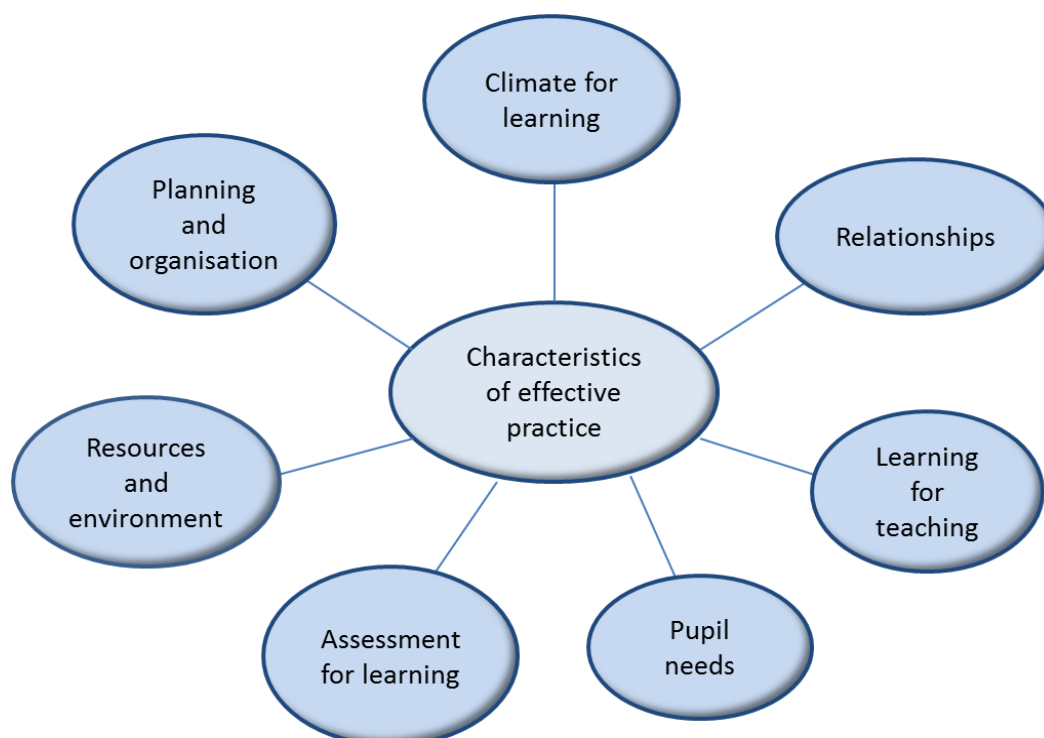 Climate for
learning
Planning
and
organisation
Relationships
Characteristics
of effective
practice
Resources
and
environment
Learning
for
teaching
Assessment
for learning
Pupil
needs